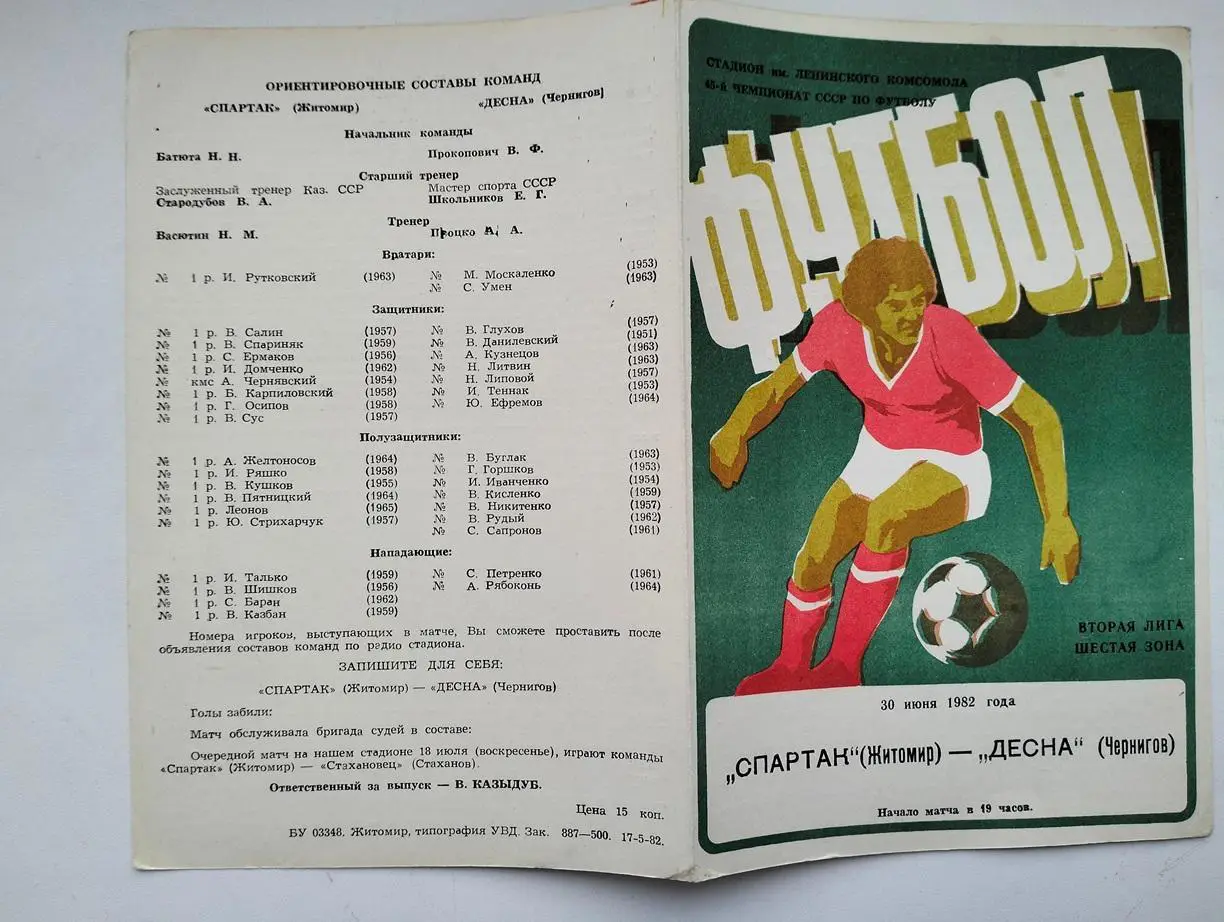 ОРИЕНТИРОВОЧНЫЕ СОСТАВЫ КОМАНД
«СПАРТАК» (Житомир) «ДЕСНА» (Чернигов)
Начальник команды
Батюта Н. Н. Прокопович В. Ф.
Старший тренер
Заслуженный тренер Каз. ССР Мастер спорта СССР
Стародубов В. А. Школьников Е. Г.
Тренер
Васютин Н. М. Процко А. А.
Вратари:
№ 1 р. И. Рутковский (1963) № М. Москаленко (1953)
№ С. Умен (1963)
Защитники:
№ 1 р. В. Салин (1957) № В. Глухов (1957)
№ 1 р. В. Спариняк (1959) № В. Данилевский (1951)
№ 1 р. С. Ермаков (1956) № А. Кузнецов (1963)
№ 1 р. И. Домченко (1962) № Н. Литвин (1963)
№ кмс А. Чернявский (1954) № Н. Липовой (1957)
№ 1 р. Б. Карпиловский (1958) № И. Теннак (1953)
№ 1 р. Г. Осипов (1958) № Ю. Ефремов (1964)
№ 1 р. В. Сус (1957)
Полузащитники:
№ 1 р. А. Желтоносов (1964) № В. Буглак (1963)
№ 1 р. И. Ряшко (1958) № Г. Горшков (1953)
№ 1 р. В. Кушков (1955) № И. Иванченко (1954)
№ 1 р. В. Пятницкий (1964) № В. Кисленко (1959)
№ 1 р. Леонов (1965) № В. Никитенко (1957)
№ 1 р. Ю. Стрихарчук (1957) № В. Рудый (1962)
№ С. Сапронов (1961)
Нападающие:
№ 1 р. И. Талько (1959) № С. Петренко (1961)
№ 1 р. В. Шишков (1956) № А. Рябоконь (1964)
№ 1 р. С. Баран (1962)
№ 1 р. В. Казбан (1959)
Номера игроков, выступающих в матче, Вы сможете проставить после
объявления составов команд по радио стадиона.
ЗАПИШИТЕ ДЛЯ СЕБЯ:
«СПАРТАК» (Житомир) — «ДЕСНА» (Чернигов)
Голы забили:
Матч обслуживала бригада судей в составе:
Очередной матч на нашем стадионе 18 июля (воскресенье), играют команды
«Спартак» (Житомир) — «Стахановец» (Стаханов).
Ответственный за выпуск — В. КАЗЫДУБ.
Цена 15 коп.
БУ 03348. Житомир, типография УВД. Зак. 887—500. 17-5-82.
СТАДИОН им. ЛЕНИНСКОГО КОМСОМОЛА
45-й ЧЕМПИОНАТ СССР ПО ФУТБОЛУ
ФУТБОЛ
ВТОРАЯ ЛИГА
ШЕСТАЯ ЗОНА
30 июня 1982 года
„СПАРТАК“ (Житомир) — „ДЕСНА“ (Чернигов)
Начало матча в 19 часов.